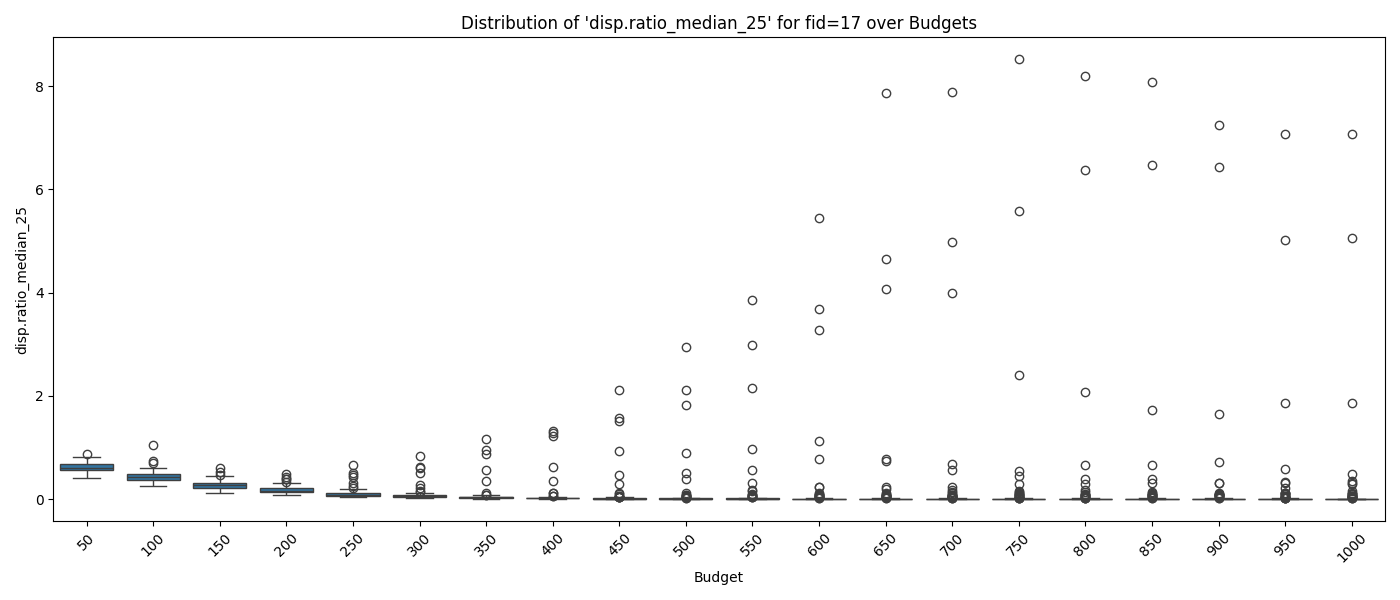 Distribution of 'disp.ratio_median_25' for fid=17 over Budgets
disp.ratio_median_25
8
6
4
2
0
50 100 150 200 250 300 350 400 450 500 550 600 650 700 750 800 850 900 950 1000
Budget